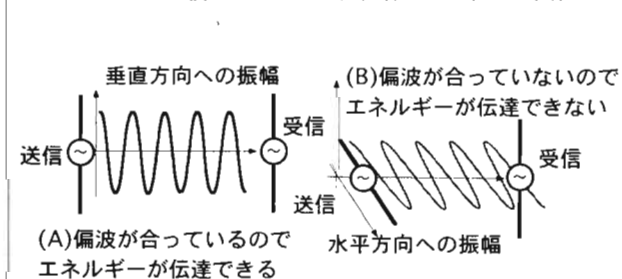 垂直方向への振幅
送信
受信
(A)偏波が合っているので
エネルギーが伝達できる
(B)偏波が合っていないので
エネルギーが伝達できない
受信
送信
水平方向への振幅